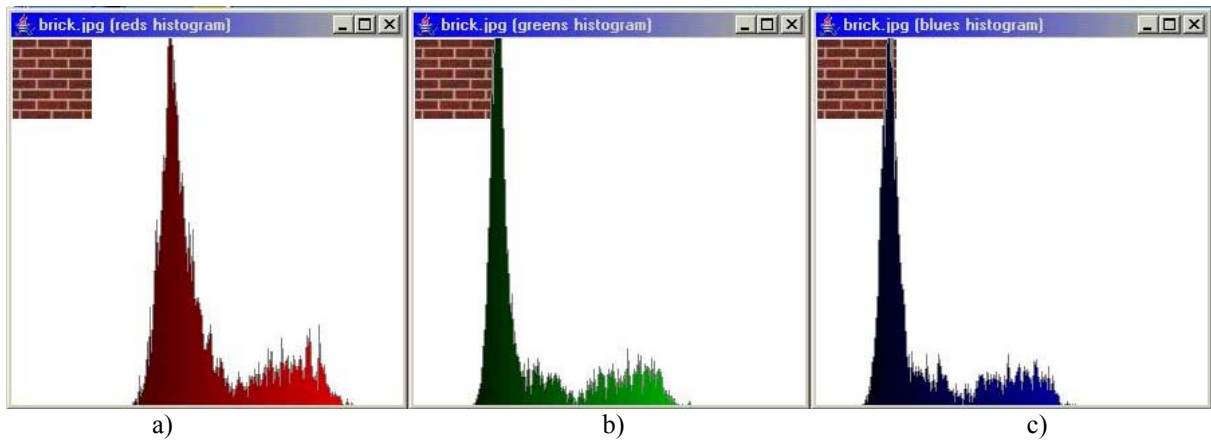 brick.jpg (reds histogram)
brick.jpg (greens histogram)
brick.jpg (blues histogram)
a)
b)
c)